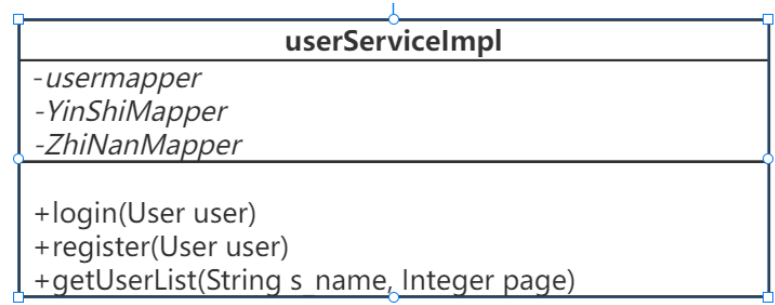 userServiceImpl
-usermapper
-YinShiMapper
-ZhiNanMapper
+login(User user)
+register(User user)
+getUserList(String s_name, Integer page)